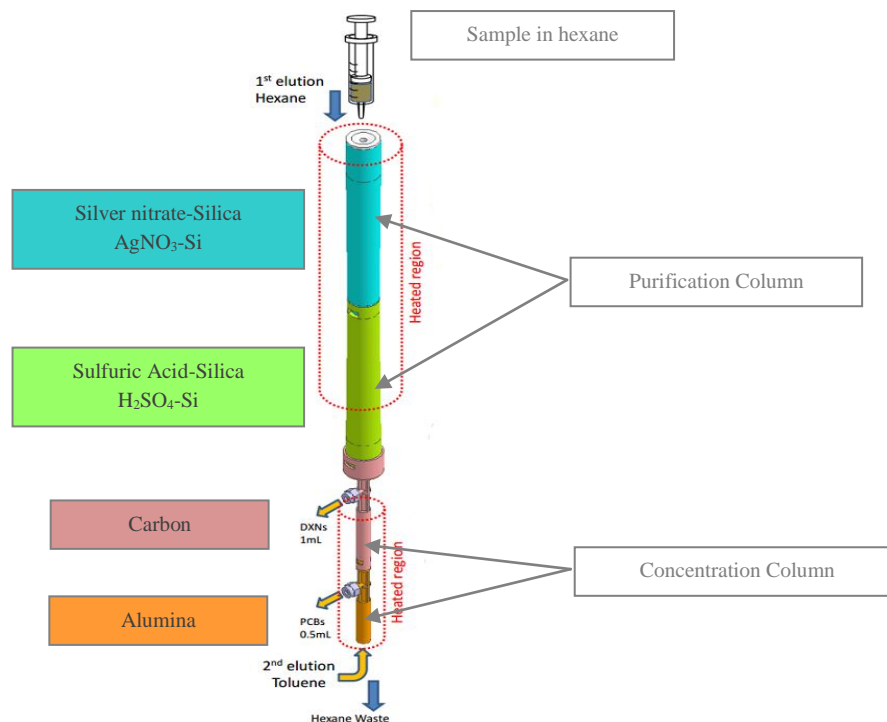 Sample in hexane
1st elution
Hexane
Silver nitrate-Silica
AgNO₃-Si
Heated region
Purification Column
Sulfuric Acid-Silica
H₂SO₄-Si
Carbon
DXNs
1mL
Heated region
Concentration Column
Alumina
PCBs
0.5mL
2nd elution
Toluene
Hexane Waste